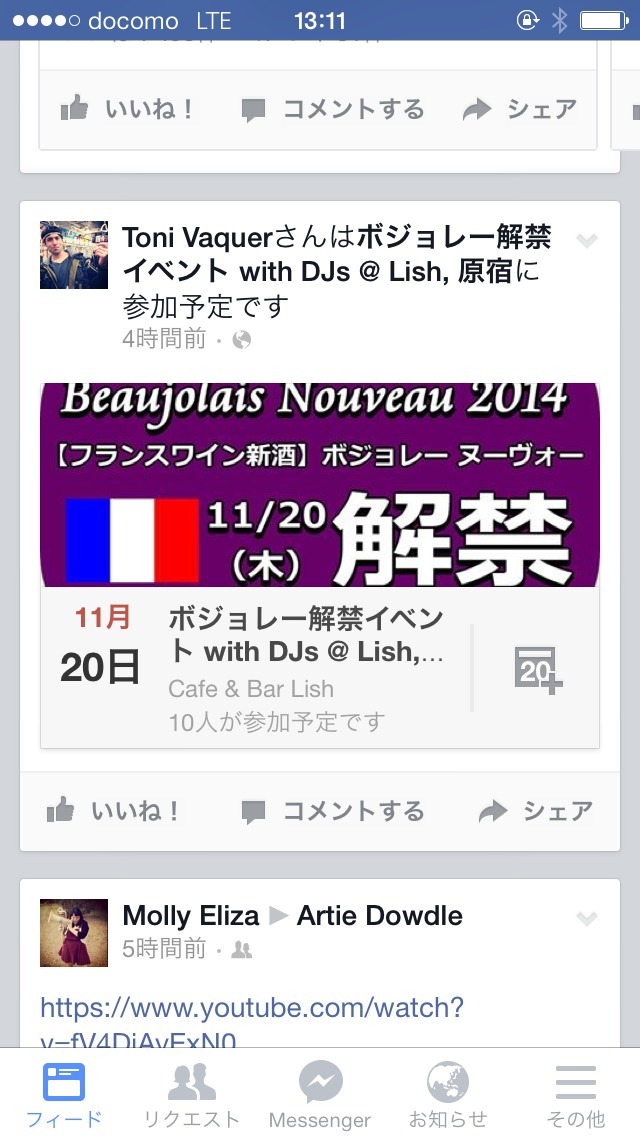 docomo LTE 13:11
いいね！ コメントする シェア
Toni Vaquerさんはボジョレー解禁
イベント with DJs @ Lish, 原宿に
参加予定です
4時間前
Beaujolais Nouveau 2014
【フランスワイン新酒】ボジョレー ヌーヴォー
11/20
（木）
解禁
11月
20日
ボジョレー解禁イベン
ト with DJs @ Lish,...
Cafe & Bar Lish
10人が参加予定です
20
いいね！ コメントする シェア
Molly Eliza ▶ Artie Dowdle
5時間前
https://www.youtube.com/watch?
フィード リクエスト Messenger お知らせ その他